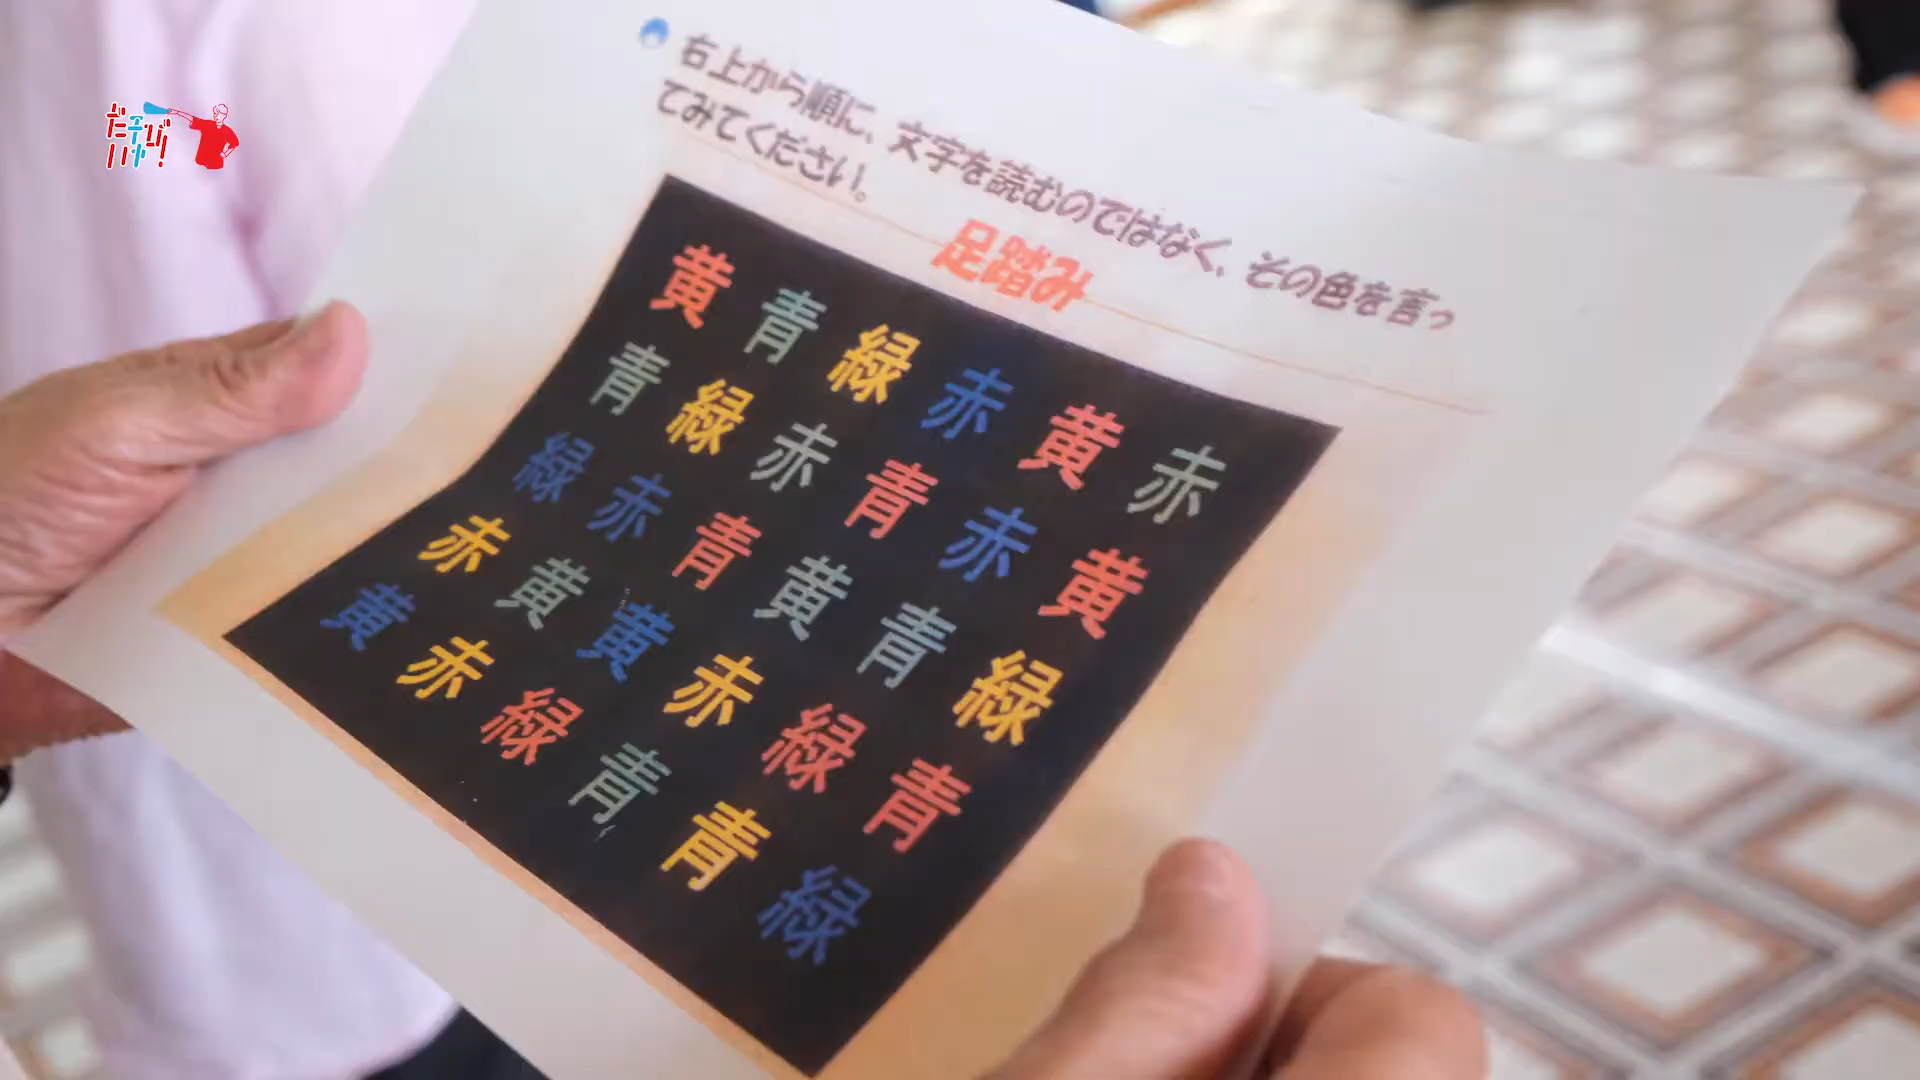 右上から順に、文字を読むのではなく、その色を言っ
てみてください。
足踏み
黄 青 緑 赤 黄 赤
青 緑 赤 青 赤 黄
緑 赤 青 黄 青 緑
赤 黄 黄 赤 緑 青
黄 赤 緑 青 青 緑